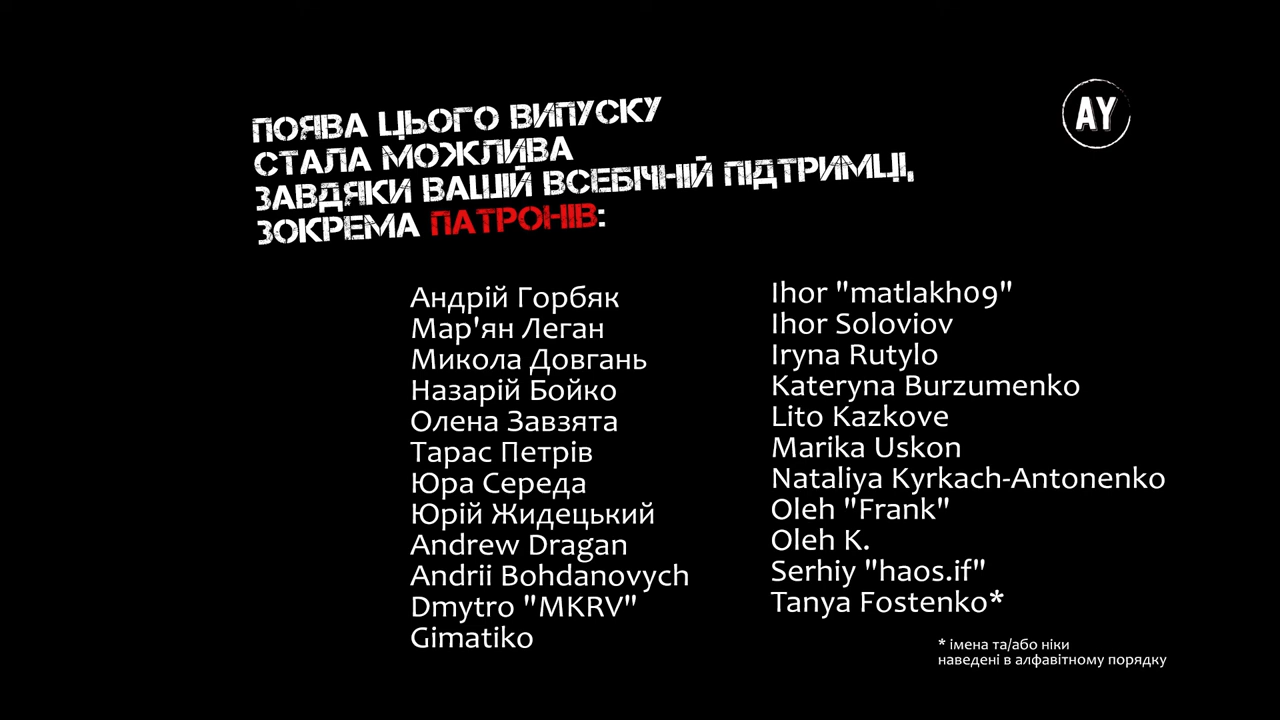 ПОЯВА ЦЬОГО ВИПУСКУ
СТАЛА МОЖЛИВА
ЗАВДЯКИ ВАШІЙ ВСЕБІЧНІЙ ПІДТРИМЦІ,
ЗОКРЕМА ПАТРОНІВ:
AY
Андрій Горбяк
Мар'ян Леган
Микола Довгань
Назарій Бойко
Олена Завзята
Тарас Петрів
Юра Середа
Юрій Жидецький
Andrew Dragan
Andrii Bohdanovych
Dmytro "MKRV"
Gimatiko
Ihor "matlakh09"
Ihor Soloviov
Iryna Rutylo
Kateryna Burzumenko
Lito Kazkove
Marika Uskon
Nataliya Kyrkach-Antonenko
Oleh "Frank"
Oleh K.
Serhiy "haos.if"
Tanya Fostenko*
* імена та/або ніки
наведені в алфавітному порядку